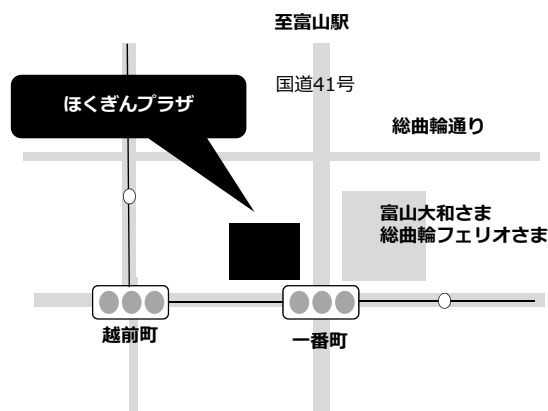 至富山駅
国道41号
ほくぎんプラザ
総曲輪通り
富山大和さま
総曲輪フェリオさま
越前町
一番町